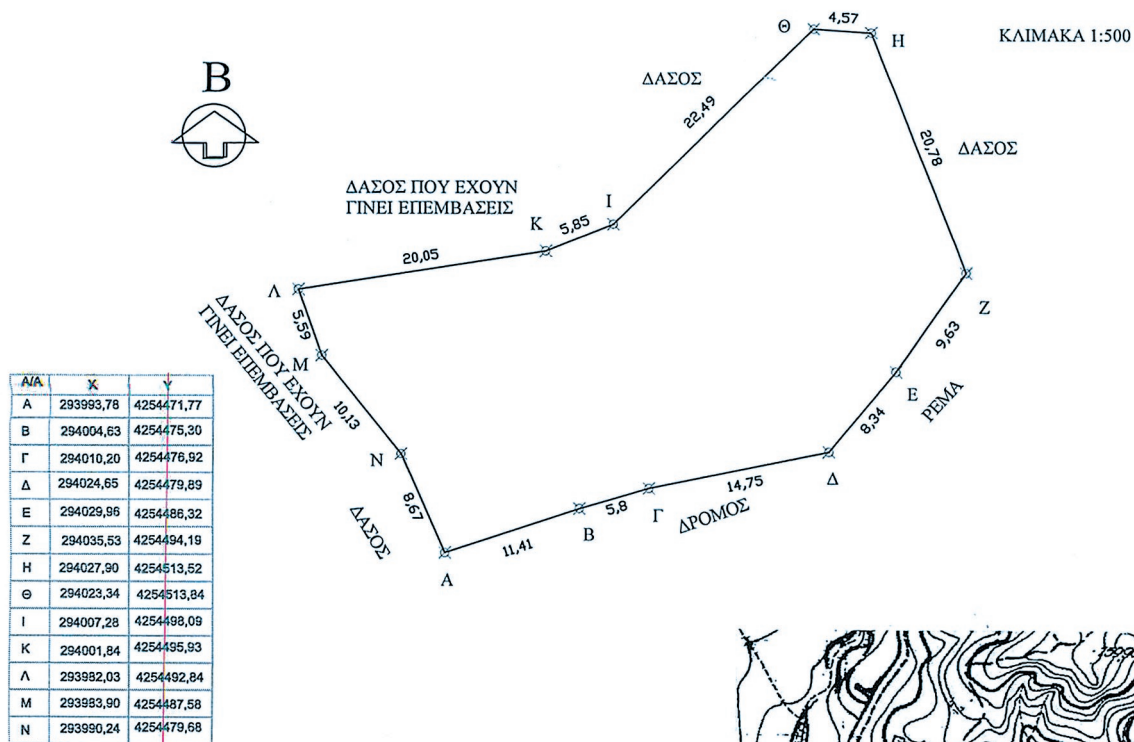 Θ
4,57
Η
ΚΛΙΜΑΚΑ 1:500
Β
ΔΑΣΟΣ
22,49
20,78
ΔΑΣΟΣ
ΔΑΣΟΣ ΠΟΥ ΕΧΟΥΝ
ΓΙΝΕΙ ΕΠΕΜΒΑΣΕΙΣ
Κ
5,85
Ι
20,05
Λ
Ζ
ΔΑΣΟΣ ΠΟΥ ΕΧΟΥΝ
ΓΙΝΕΙ ΕΠΕΜΒΑΣΕΙΣ
5,59
Μ
9,63
Ε
ΡΕΜΑ
10,13
8,34
Ν
Δ
8,67
ΔΑΣΟΣ
14,75
Γ
ΔΡΟΜΟΣ
5,8
Β
11,41
Α
Α/Α Χ Υ
Α 293993,78 4254471,77
Β 294004,63 4254475,30
Γ 294010,20 4254476,92
Δ 294024,65 4254479,89
Ε 294029,96 4254486,32
Ζ 294035,53 4254494,19
Η 294027,90 4254513,52
Θ 294023,34 4254513,84
Ι 294007,28 4254498,09
Κ 294001,84 4254495,93
Λ 293982,03 4254492,84
Μ 293983,90 4254487,58
Ν 293990,24 4254479,68